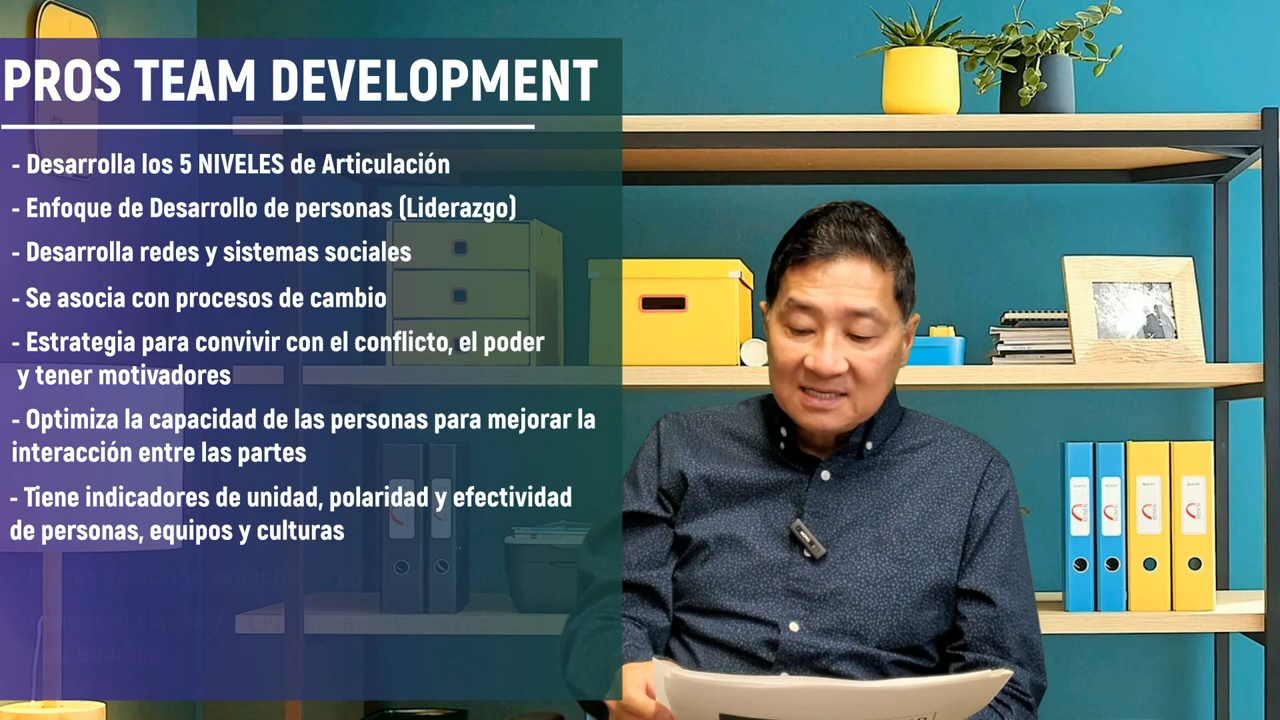 PROS TEAM DEVELOPMENT
- Desarrolla los 5 NIVELES de Articulación
- Enfoque de Desarrollo de personas (Liderazgo)
- Desarrolla redes y sistemas sociales
- Se asocia con procesos de cambio
- Estrategia para convivir con el conflicto, el poder
y tener motivadores
- Optimiza la capacidad de las personas para mejorar la
interacción entre las partes
- Tiene indicadores de unidad, polaridad y efectividad
de personas, equipos y culturas